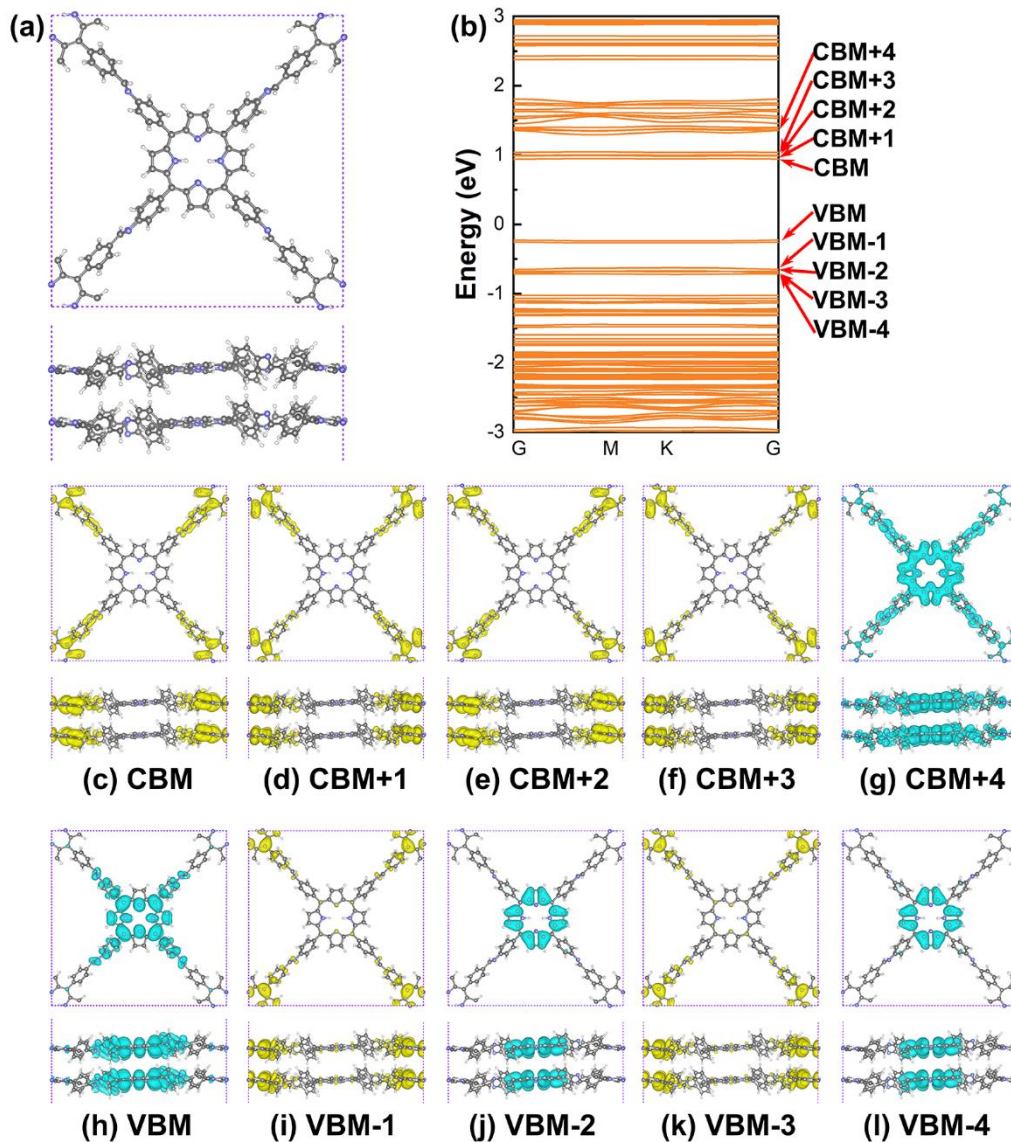 (a)
(b)
Energy (eV)
3
2
1
0
-1
-2
-3
G M K G
CBM+4
CBM+3
CBM+2
CBM+1
CBM
VBM
VBM-1
VBM-2
VBM-3
VBM-4
(c) CBM (d) CBM+1 (e) CBM+2 (f) CBM+3 (g) CBM+4
(h) VBM (i) VBM-1 (j) VBM-2 (k) VBM-3 (l) VBM-4